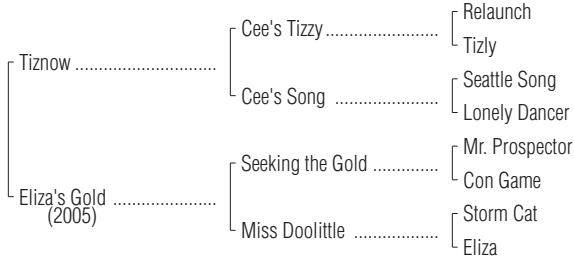 Relaunch
Cee's Tizzy
Tizly
Tiznow
Seattle Song
Cee's Song
Lonely Dancer
Mr. Prospector
Seeking the Gold
Con Game
Eliza's Gold
(2005)
Storm Cat
Miss Doolittle
Eliza